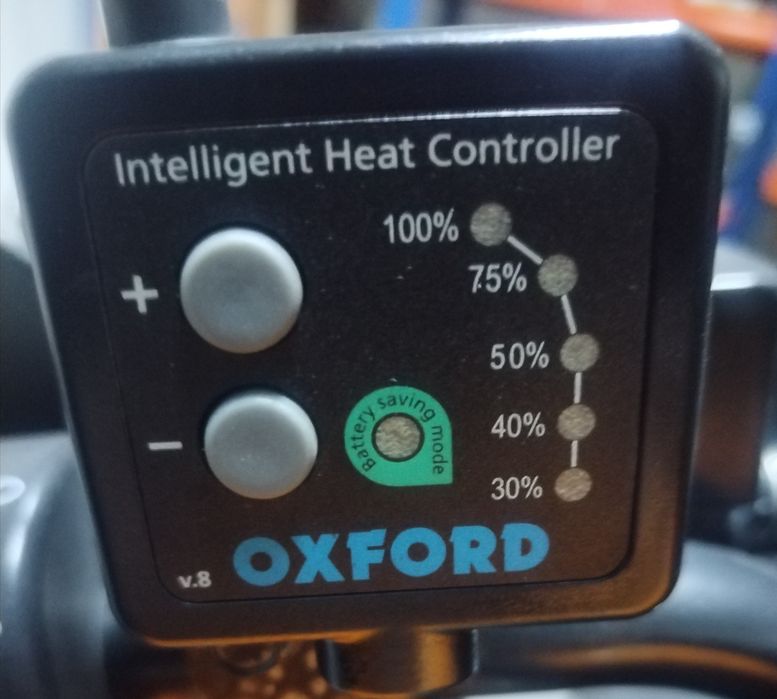 Intelligent Heat Controller
100%
+
75%
50%
Battery saving mode
−
40%
30%
v.8
OXFORD